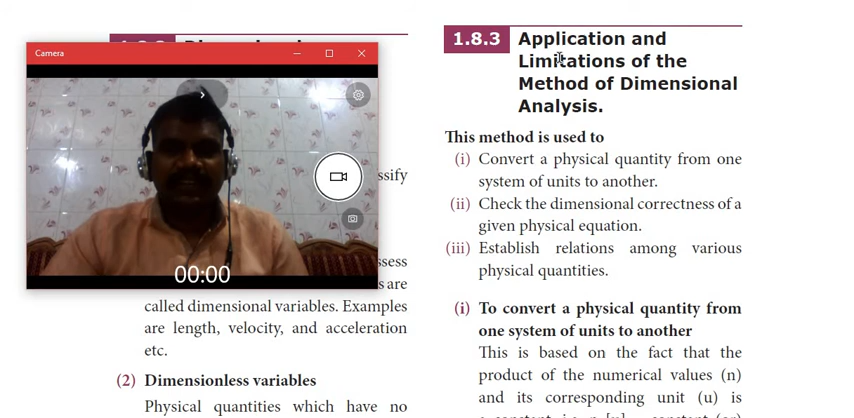 Camera
00:00
ssify
ssess
s are
called dimensional variables. Examples
are length, velocity, and acceleration
etc.
(2) Dimensionless variables
Physical quantities which have no
1.8.3 Application and
Limitations of the
Method of Dimensional
Analysis.
This method is used to
(i) Convert a physical quantity from one
system of units to another.
(ii) Check the dimensional correctness of a
given physical equation.
(iii) Establish relations among various
physical quantities.
(i) To convert a physical quantity from
one system of units to another
This is based on the fact that the
product of the numerical values (n)
and its corresponding unit (u) is